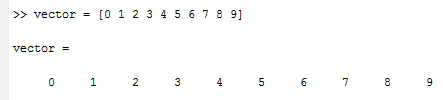 >> vector = [0 1 2 3 4 5 6 7 8 9]
vector =
0 1 2 3 4 5 6 7 8 9